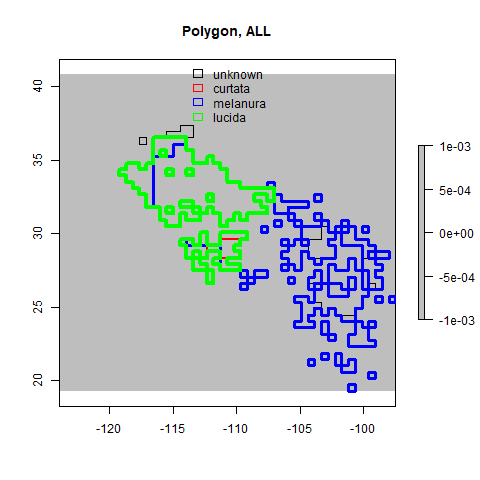 Polygon, ALL
unknown
curtata
melanura
lucida
40
35
30
25
20
-120
-115
-110
-105
-100
1e-03
5e-04
0e+00
-5e-04
-1e-03